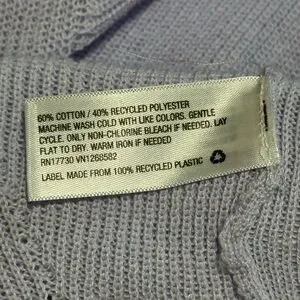 60% COTTON / 40% RECYCLED POLYESTER
MACHINE WASH COLD WITH LIKE COLORS. GENTLE
CYCLE. ONLY NON-CHLORINE BLEACH IF NEEDED. LAY
FLAT TO DRY. WARM IRON IF NEEDED
RN17730 VN1268582
LABEL MADE FROM 100% RECYCLED PLASTIC